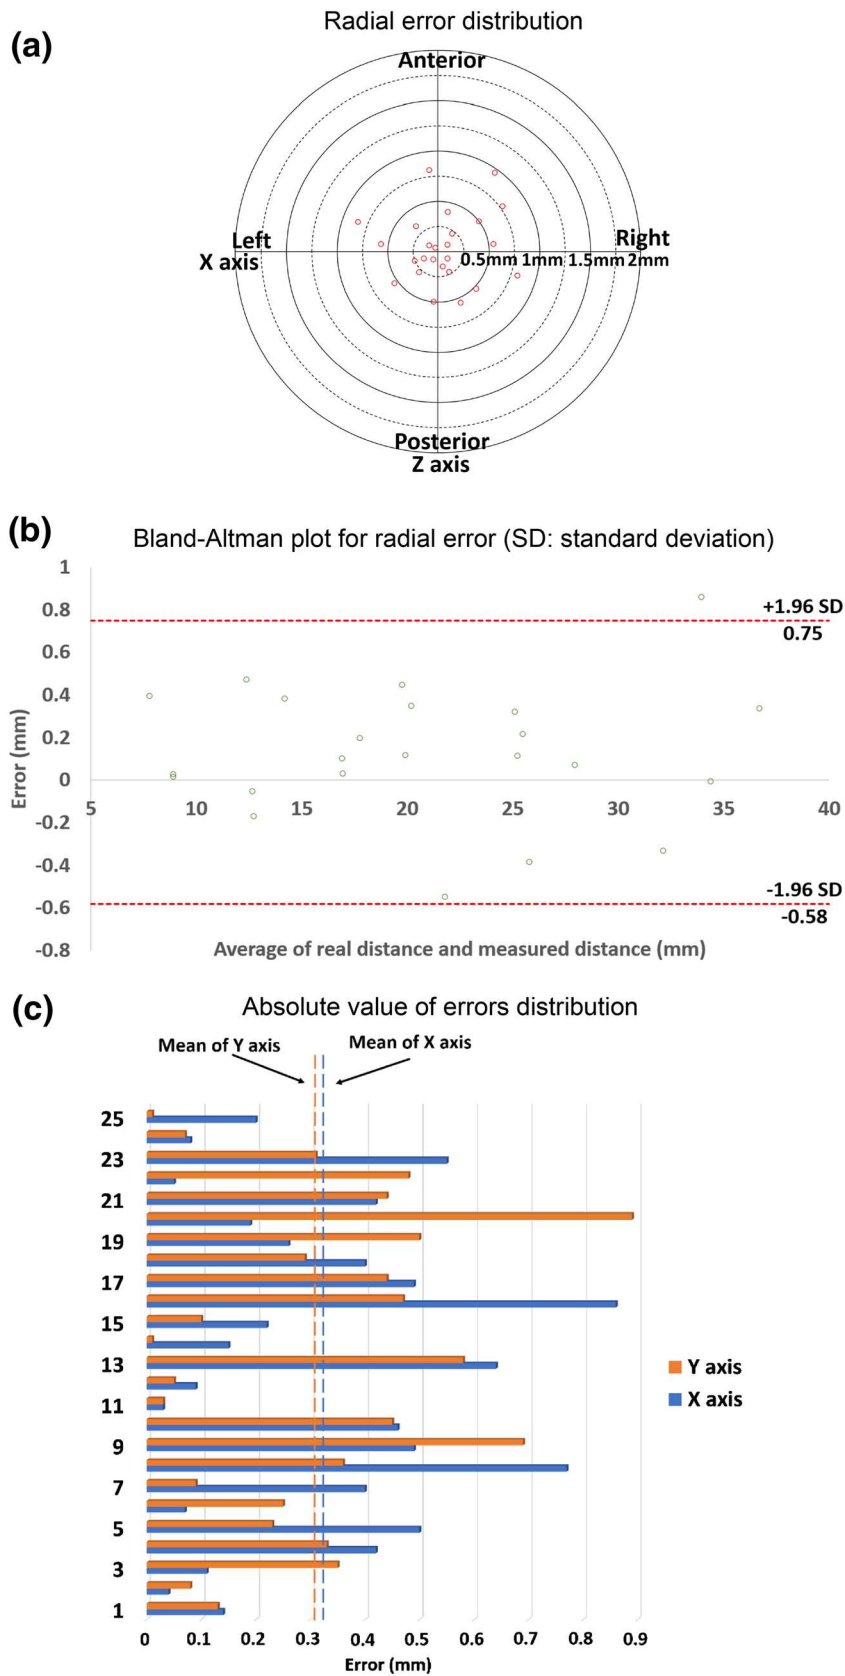 (a)
Radial error distribution
Anterior
Left
X axis
Right
0.5mm 1mm 1.5mm 2mm
Posterior
Z axis
(b)
Bland-Altman plot for radial error (SD: standard deviation)
1
0.8
0.6
0.4
0.2
0
-0.2
-0.4
-0.6
-0.8
Error (mm)
+1.96 SD
0.75
5 10 15 20 25 30 35 40
-1.96 SD
-0.58
Average of real distance and measured distance (mm)
(c)
Absolute value of errors distribution
Mean of Y axis
Mean of X axis
25
23
21
19
17
15
13
11
9
7
5
3
1
Y axis
X axis
0 0.1 0.2 0.3 0.4 0.5 0.6 0.7 0.8 0.9
Error (mm)